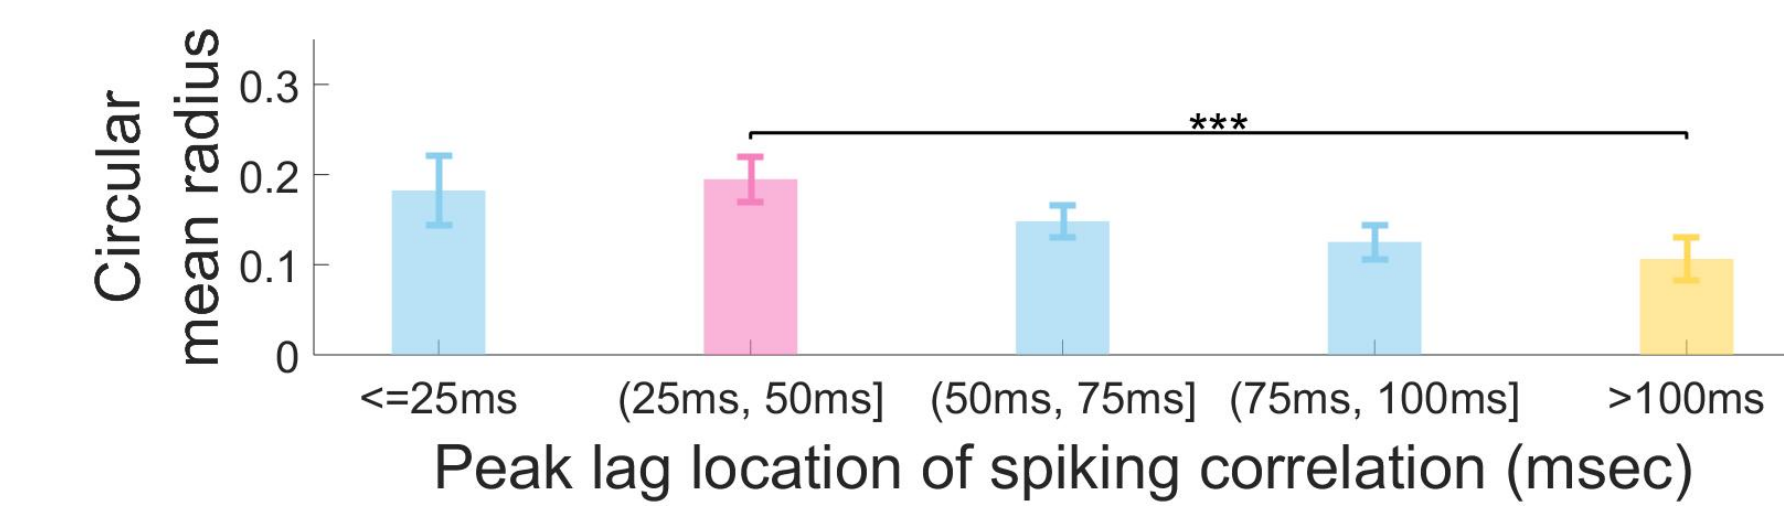 Circular
mean radius
0.3
0.2
0.1
0
***
<=25ms
(25ms, 50ms]
(50ms, 75ms]
(75ms, 100ms]
>100ms
Peak lag location of spiking correlation (msec)